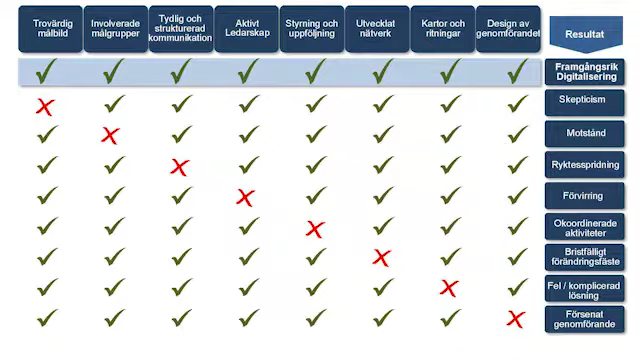 Trovärdig
målbild
Involverade
målgrupper
Tydlig och
strukturerad
kommunikation
Aktivt
Ledarskap
Styrning och
uppföljning
Utvecklat
nätverk
Kartor och
ritningar
Design av
genomförandet
Resultat
Framgångsrik
Digitalisering
Skepticism
Motstånd
Ryktesspridning
Förvirring
Okoordinerade
aktiviteter
Bristfälligt
förändringsfäste
Fel / komplicerad
lösning
Försenat
genomförande